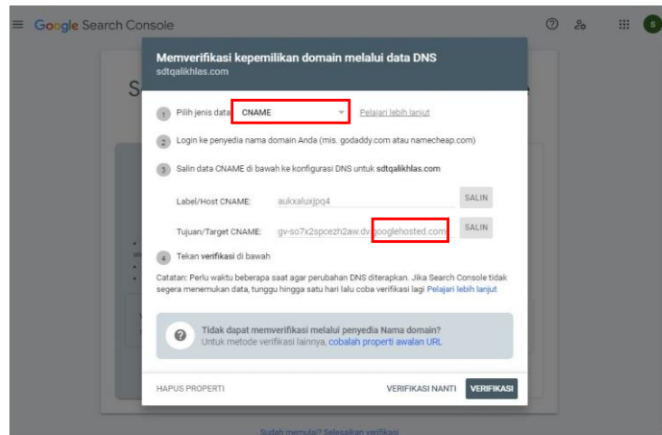 Google Search Console
S
Memverifikasi kepemilikan domain melalui data DNS
sdtqalikhlas.com
1 Pilih jenis data: CNAME Pelajari lebih lanjut
2 Login ke penyedia nama domain Anda (mis. godaddy.com atau namecheap.com)
3 Salin data CNAME di bawah ke konfigurasi DNS untuk sdtqalikhlas.com
Label/Host CNAME: aukxaluxjpq4 SALIN
Tujuan/Target CNAME: gv-so7x2spcezh2aw.dv.googlehosted.com SALIN
4 Tekan verifikasi di bawah
Catatan: Perlu waktu beberapa saat agar perubahan DNS diterapkan. Jika Search Console tidak
segera menemukan data, tunggu hingga satu hari lalu coba verifikasi lagi Pelajari lebih lanjut
Tidak dapat memverifikasi melalui penyedia Nama domain?
Untuk metode verifikasi lainnya, cobalah properti awalan URL
HAPUS PROPERTI VERIFIKASI NANTI VERIFIKASI
Sudah memulai? Selesaikan verifikasi